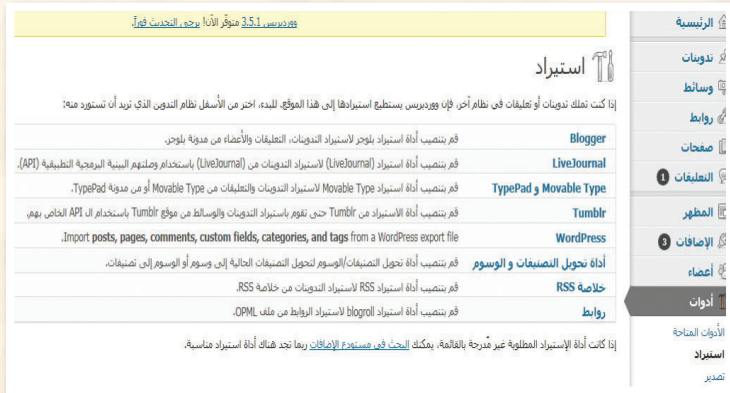 ووردبريس 3.5.1 متوفّر الآن! يرجى التحديث فوراً.
الرئيسية
تدوينات
وسائط
روابط
صفحات
التعليقات 1
المظهر
الإضافات 3
أعضاء
أدوات
الأدوات المتاحة
استيراد
تصدير
استيراد
إذا كنت تملك تدوينات أو تعليقات في نظام آخر، فإن ووردبريس يستطيع استيرادها إلى هذا الموقع. للبدء، اختر من الأسفل نظام التدوين الذي تريد أن تستورد منه:
Blogger قم بتنصيب أداة استيراد بلوجر لاستيراد التدوينات، التعليقات والأعضاء من مدونة بلوجر.
LiveJournal قم بتنصيب أداة استيراد (LiveJournal) لاستيراد التدوينات من (LiveJournal) باستخدام وصلتهم البينية البرمجية التطبيقية (API).
Movable Type و TypePad قم بتنصيب أداة استيراد Movable Type لاستيراد التدوينات والتعليقات من Movable Type أو من مدونة TypePad.
Tumblr قم بتنصيب أداة الاستيراد من Tumblr حتى تقوم باستيراد التدوينات والوسائط من موقع Tumblr باستخدام ال API الخاص بهم.
WordPress Import posts, pages, comments, custom fields, categories, and tags from a WordPress export file.
أداة تحويل التصنيفات و الوسوم قم بتنصيب أداة تحويل التصنيفات/الوسوم لتحويل التصنيفات الحالية إلى وسوم أو الوسوم إلى تصنيفات.
خلاصة RSS قم بتنصيب أداة استيراد RSS لاستيراد التدوينات من خلاصة RSS.
روابط قم بتنصيب أداة استيراد blogroll لاستيراد الروابط من ملف OPML.
إذا كانت أداة الإستيراد المطلوبة غير مُدرجة بالقائمة، يمكنك البحث في مستودع الإضافات ربما تجد هناك أداة استيراد مناسبة.